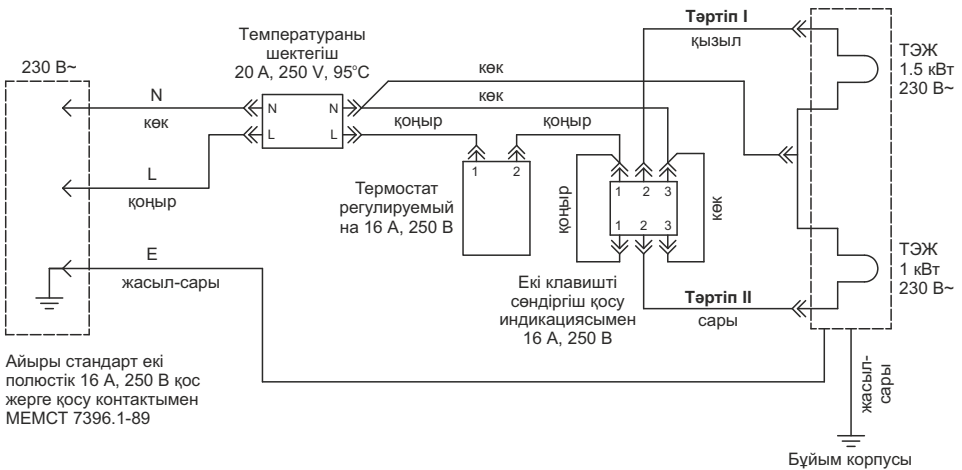 230 В~
N
көк
L
қоңыр
E
жасыл-сары
Айыры стандарт екі
полюстік 16 А, 250 В қос
жерге қосу контактымен
МЕМСТ 7396.1-89
Температураны
шектегіш
20 А, 250 V, 95°С
N
N
L
L
көк
көк
қоңыр
қоңыр
1
2
Термостат
регулируемый
на 16 А, 250 В
Тәртіп I
қызыл
қоңыр
1
2
3
1
2
3
көк
Екі клавишті
сөндіргіш қосу
индикациясымен
16 А, 250 В
Тәртіп II
сары
ТЭЖ
1.5 кВт
230 В~
ТЭЖ
1 кВт
230 В~
жасыл-
сары
Бұйым корпусы